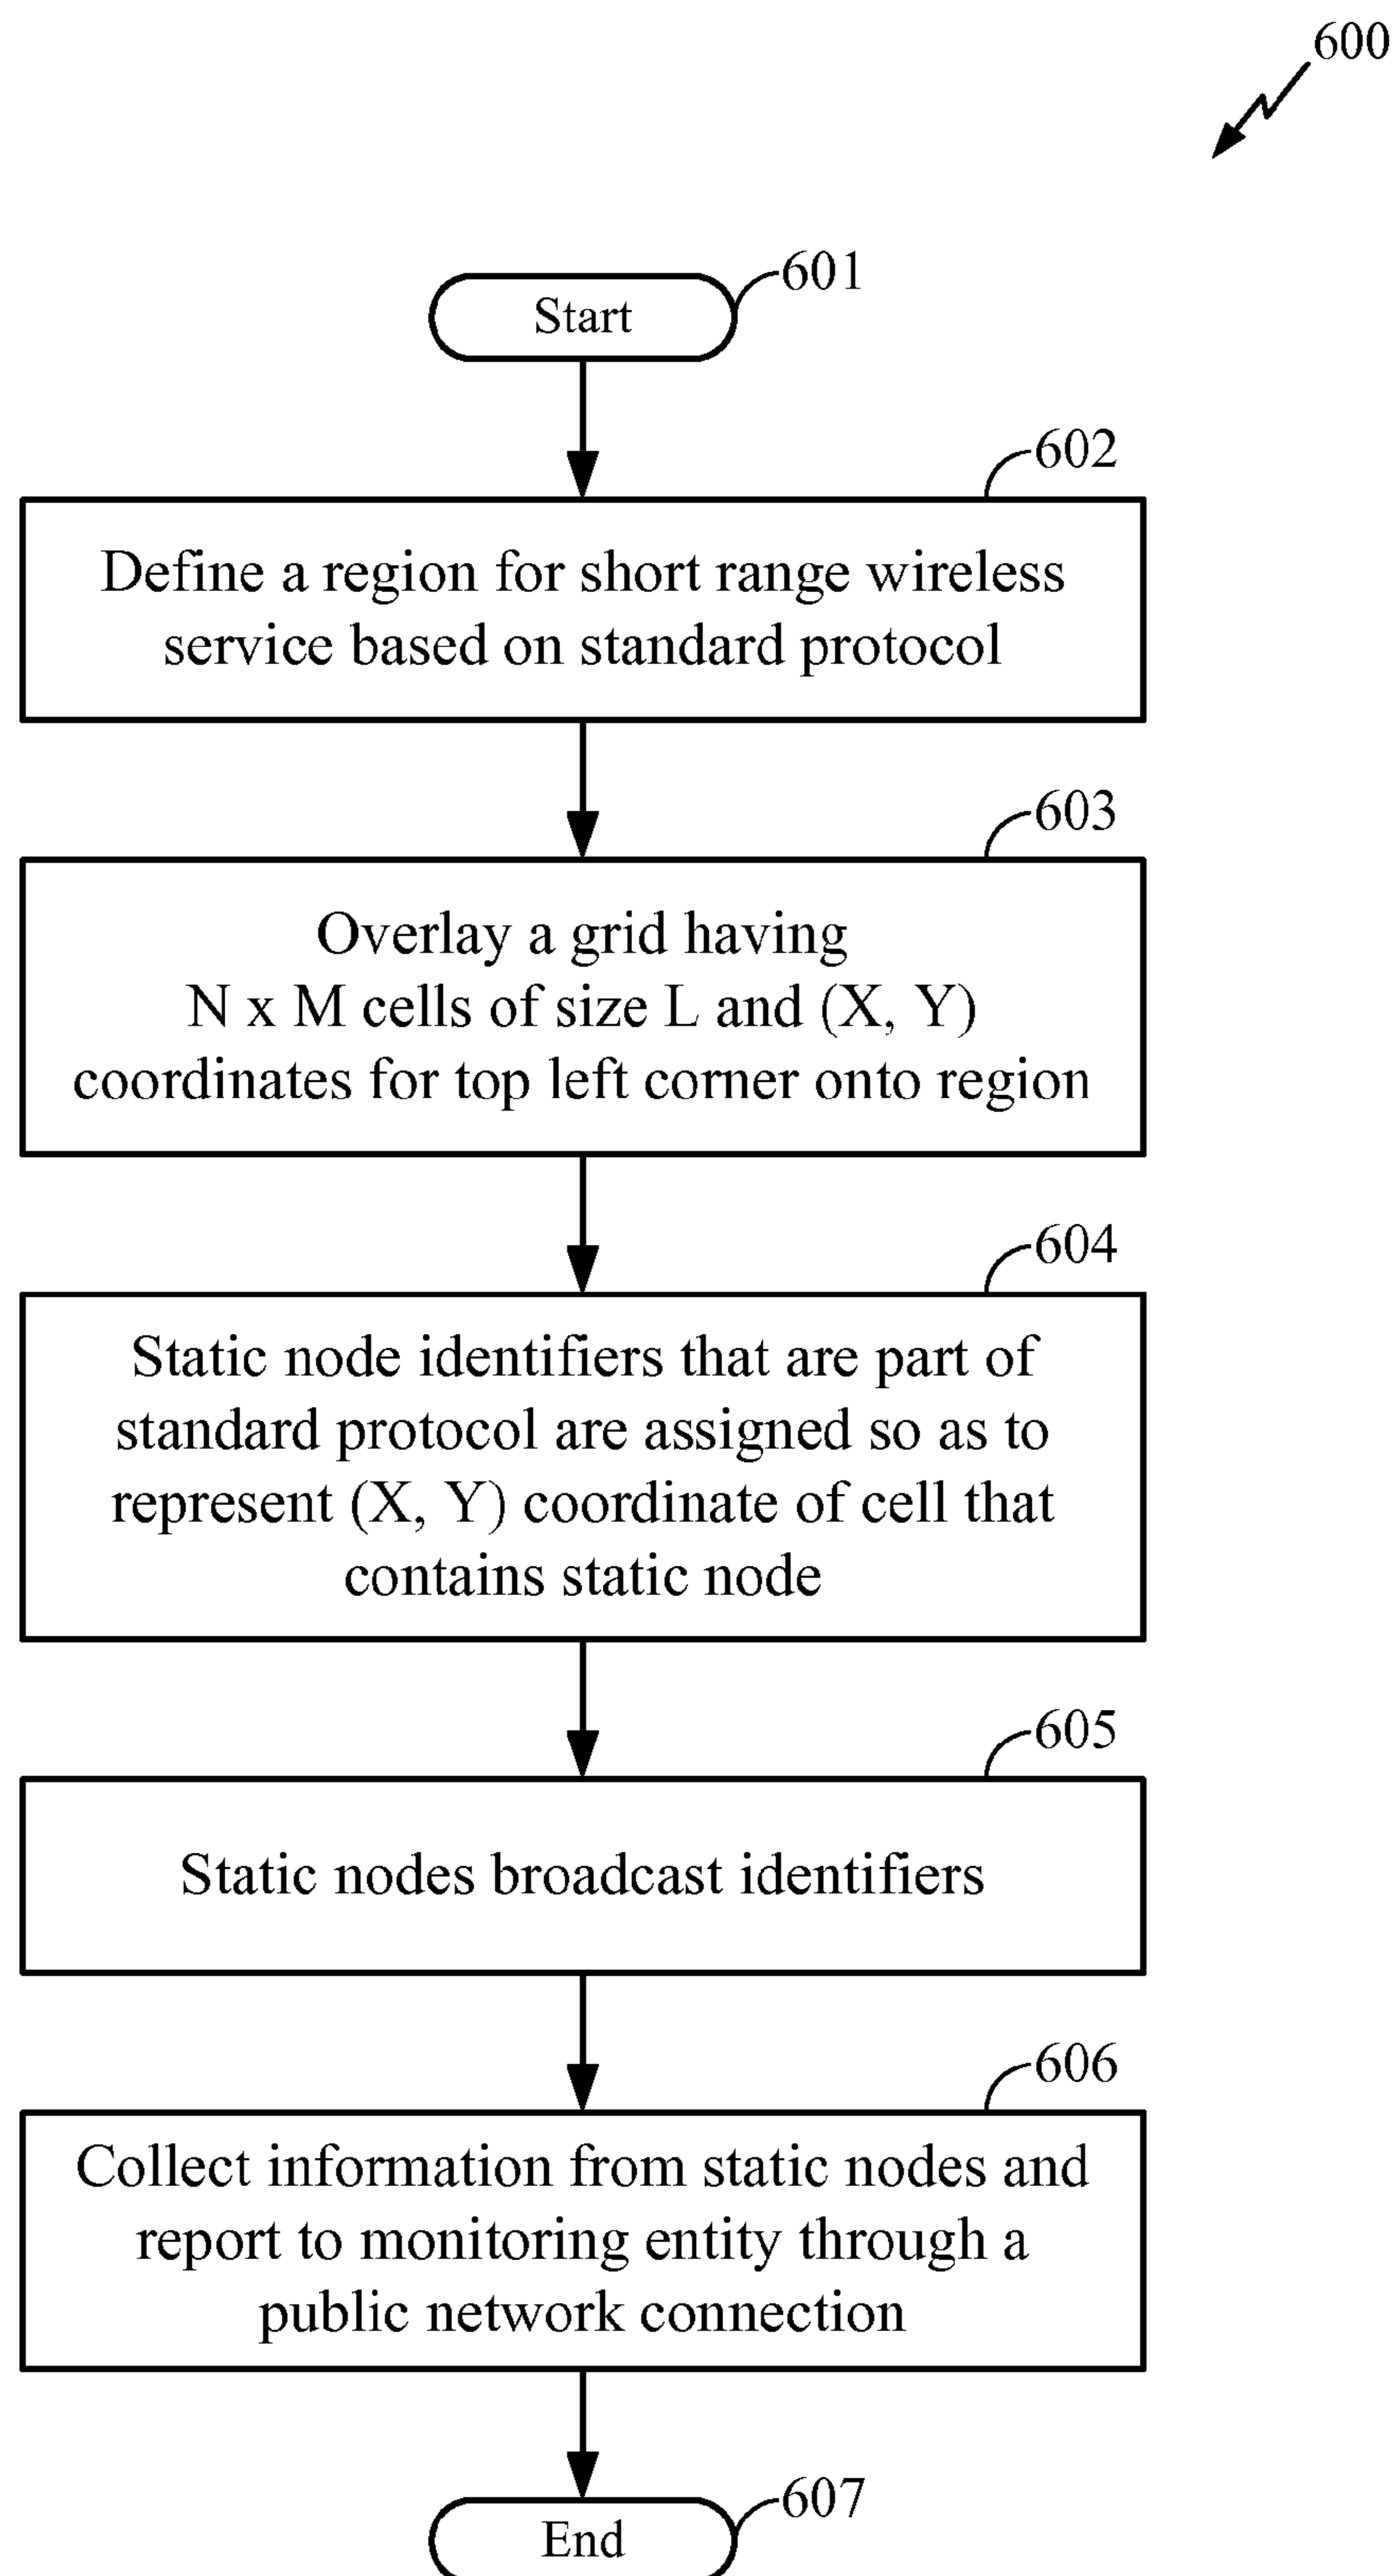 600
601
Start
602
Define a region for short range wireless
service based on standard protocol
603
Overlay a grid having
N x M cells of size L and (X, Y)
coordinates for top left corner onto region
604
Static node identifiers that are part of
standard protocol are assigned so as to
represent (X, Y) coordinate of cell that
contains static node
605
Static nodes broadcast identifiers
606
Collect information from static nodes and
report to monitoring entity through a
public network connection
607
End